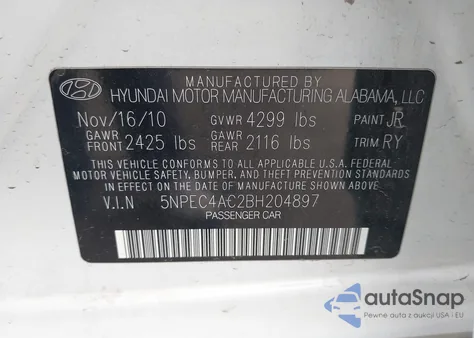 MANUFACTURED BY
HYUNDAI MOTOR MANUFACTURING ALABAMA, LLC
Nov/16/10 GVWR 4299 lbs PAINT JR
GAWR FRONT 2425 lbs GAWR REAR 2116 lbs TRIM RY
THIS VEHICLE CONFORMS TO ALL APPLICABLE U.S.A. FEDERAL
MOTOR VEHICLE SAFETY, BUMPER, AND THEFT PREVENTION STANDARDS
IN EFFECT ON THE DATE OF MANUFACTURE SHOWN ABOVE.
V.I.N 5NPEC4AC2BH204897
PASSENGER CAR
autoSnap
Pewne auta z aukcji USA i EU